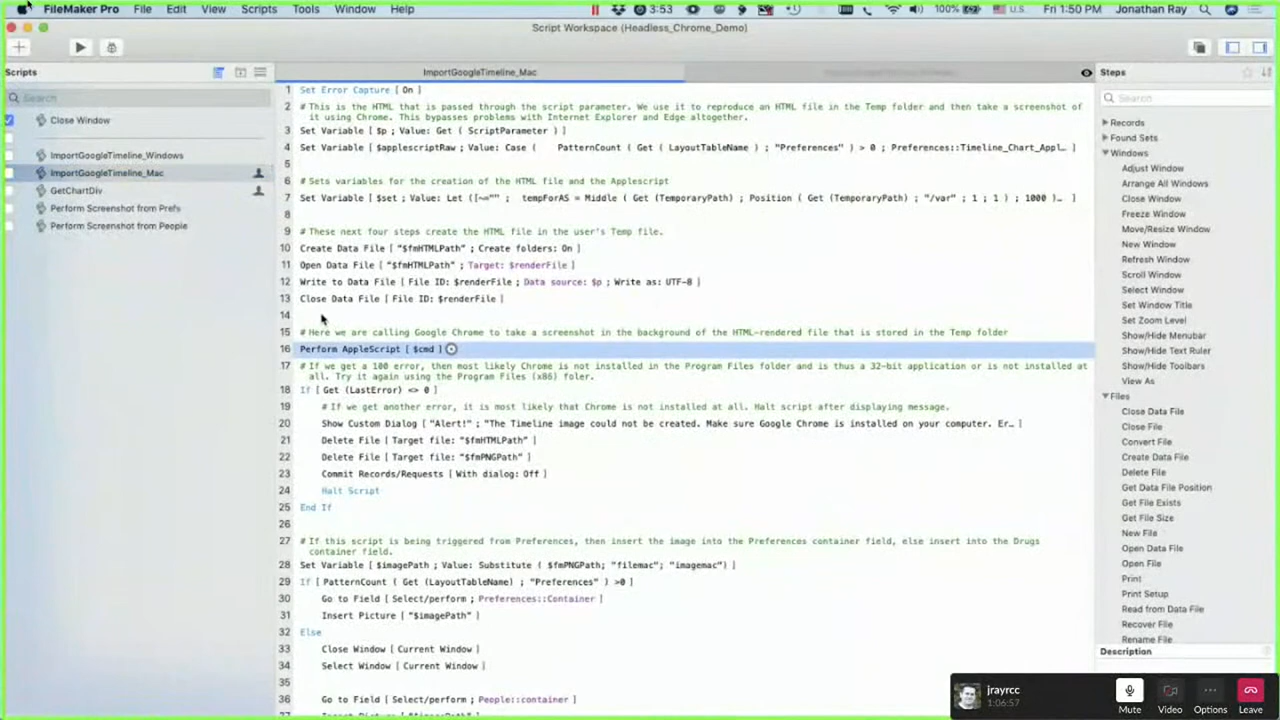 FileMaker Pro File Edit View Scripts Tools Window Help 3:53 100% U.S. Fri 1:50 PM Jonathan Ray
Script Workspace (Headless_Chrome_Demo)
Scripts
Search
Close Window
ImportGoogleTimeline_Windows
ImportGoogleTimeline_Mac
GetChartDiv
Perform Screenshot from Prefs
Perform Screenshot from People
ImportGoogleTimeline_Mac
1 Set Error Capture [ On ]
2 # This is the HTML that is passed through the script parameter. We use it to reproduce an HTML file in the Temp folder and then take a screenshot of
it using Chrome. This bypasses problems with Internet Explorer and Edge altogether.
3 Set Variable [ $p ; Value: Get ( ScriptParameter ) ]
4 Set Variable [ $applescriptRaw ; Value: Case ( PatternCount ( Get ( LayoutTableName ) ; "Preferences" ) > 0 ; Preferences::Timeline_Chart_Appl… ]
5
6 # Sets variables for the creation of the HTML file and the Applescript
7 Set Variable [ $set ; Value: Let ([~="" ; tempForAS = Middle ( Get (TemporaryPath) ; Position ( Get (TemporaryPath) ; "/var" ; 1 ; 1 ) ; 1000 )… ]
8
9 # These next four steps create the HTML file in the user's Temp file.
10 Create Data File [ "$fmHTMLPath" ; Create folders: On ]
11 Open Data File [ "$fmHTMLPath" ; Target: $renderFile ]
12 Write to Data File [ File ID: $renderFile ; Data source: $p ; Write as: UTF-8 ]
13 Close Data File [ File ID: $renderFile ]
14
15 # Here we are calling Google Chrome to take a screenshot in the background of the HTML-rendered file that is stored in the Temp folder
16 Perform AppleScript [ $cmd ]
17 # If we get a 100 error, then most likely Chrome is not installed in the Program Files folder and is thus a 32-bit application or is not installed at
all. Try it again using the Program Files (x86) foler.
18 If [ Get (LastError) <> 0 ]
19 # If we get another error, it is most likely that Chrome is not installed at all. Halt script after displaying message.
20 Show Custom Dialog [ "Alert!" ; "The Timeline image could not be created. Make sure Google Chrome is installed on your computer. Er… ]
21 Delete File [ Target file: "$fmHTMLPath" ]
22 Delete File [ Target file: "$fmPNGPath" ]
23 Commit Records/Requests [ With dialog: Off ]
24 Halt Script
25 End If
26
27 # If this script is being triggered from Preferences, then insert the image into the Preferences container field, else insert into the Drugs
container field.
28 Set Variable [ $imagePath ; Value: Substitute ( $fmPNGPath; "filemac"; "imagemac") ]
29 If [ PatternCount ( Get (LayoutTableName) ; "Preferences" ) >0 ]
30 Go to Field [ Select/perform ; Preferences::Container ]
31 Insert Picture [ "$imagePath" ]
32 Else
33 Close Window [ Current Window ]
34 Select Window [ Current Window ]
35
36 Go to Field [ Select/perform ; People::container ]
Steps
Search
Records
Found Sets
Windows
Adjust Window
Arrange All Windows
Close Window
Freeze Window
Move/Resize Window
New Window
Refresh Window
Scroll Window
Select Window
Set Window Title
Set Zoom Level
Show/Hide Menubar
Show/Hide Text Ruler
Show/Hide Toolbars
View As
Files
Close Data File
Close File
Convert File
Create Data File
Delete File
Get Data File Position
Get File Exists
Get File Size
New File
Open Data File
Open File
Print
Print Setup
Read from Data File
Recover File
Rename File
Description
jrayrcc
1:06:57
Mute Video Options Leave